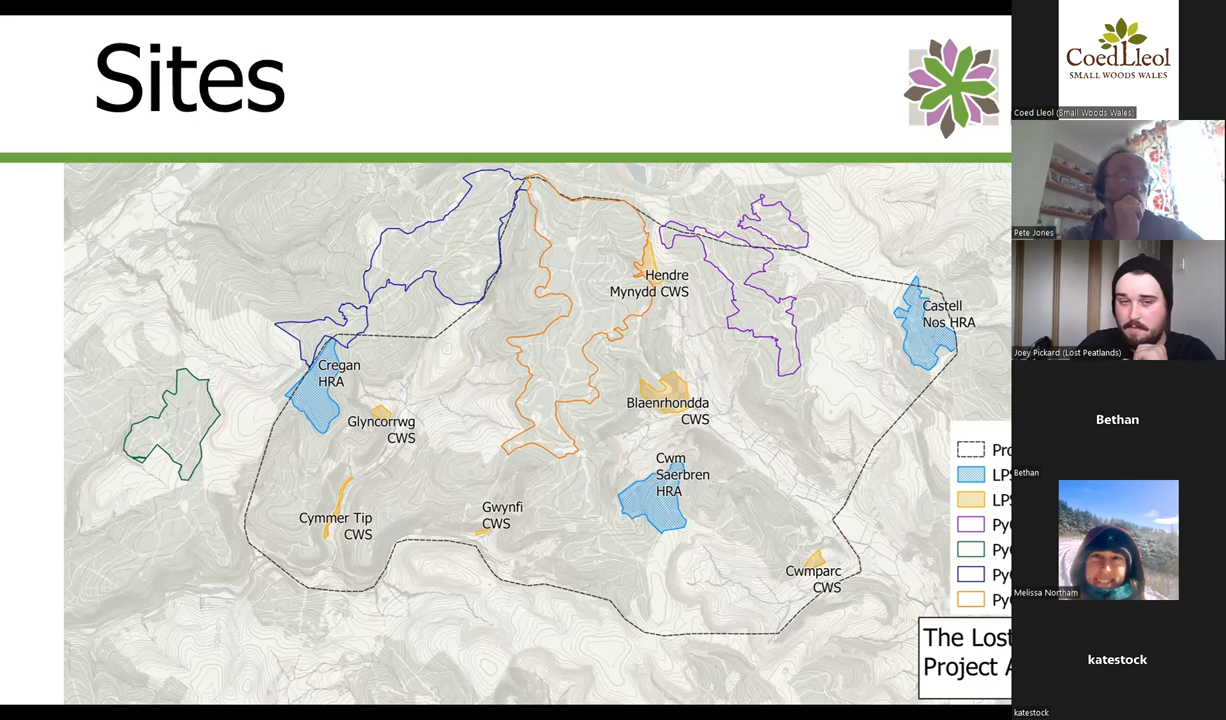 Sites
Hendre
Mynydd CWS
Castell
Nos HRA
Cregan
HRA
Glyncorrwg
CWS
Blaenrhondda
CWS
Cwm
Saerbren
HRA
Cymmer Tip
CWS
Gwynfi
CWS
Cwmparc
CWS
The Lost
Project
CoedLleol
SMALL WOODS WALES
Coed Lleol (Small Woods Wales)
Pete Jones
Joey Pickard (Lost Peatlands)
Bethan
Bethan
Melissa Northam
katestock
katestock